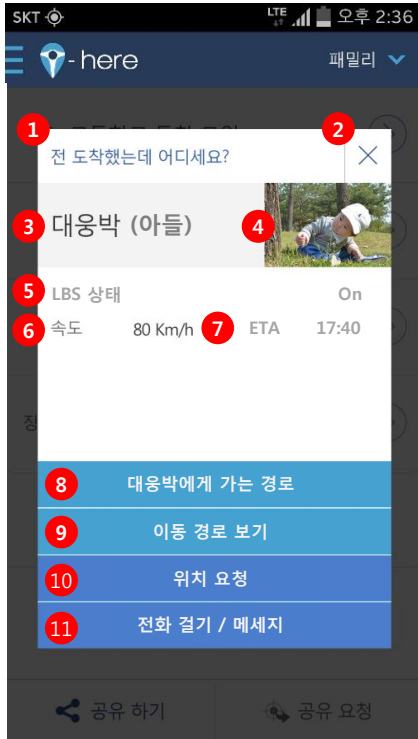 SKT LTE 오후 2:36
- here 패밀리
1 2
전 도착했는데 어디세요?
3 대웅박 (아들) 4
5 LBS 상태 On
6 속도 80 Km/h 7 ETA 17:40
장
8 대웅박에게 가는 경로
9 이동 경로 보기
10 위치 요청
11 전화 걸기 / 메세지
공유 하기 공유 요청